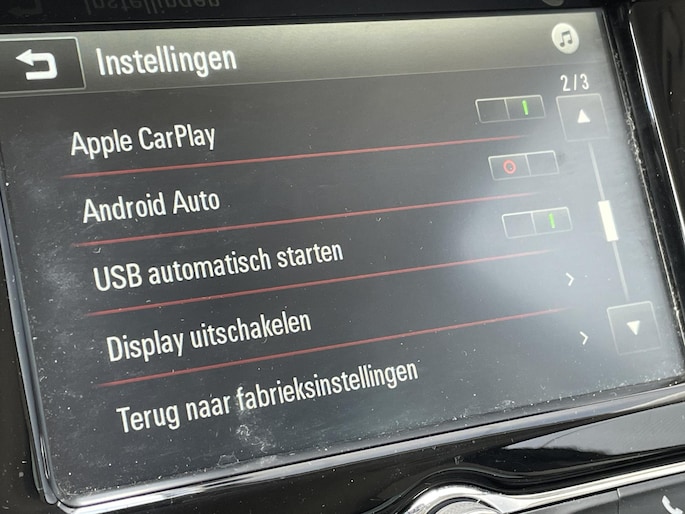 Instellingen
2/3
Apple CarPlay
Android Auto
USB automatisch starten
Display uitschakelen
Terug naar fabrieksinstellingen